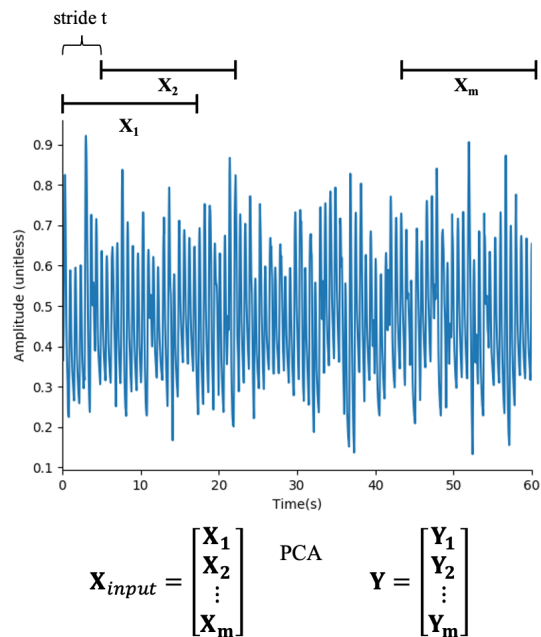 stride t
X₂
Xₘ
X₁
0.9
0.8
0.7
0.6
0.5
0.4
0.3
0.2
0.1
Amplitude (unitless)
0 10 20 30 40 50 60
Time(s)
X_input = [X₁ X₂ ⋮ Xₘ] PCA Y = [Y₁ Y₂ ⋮ Yₘ]